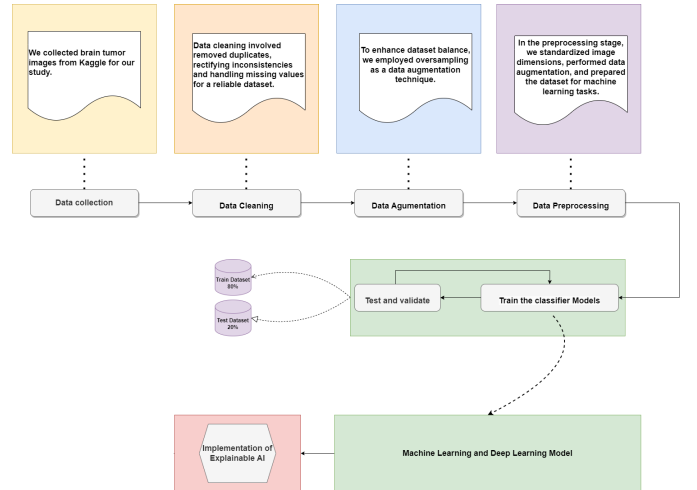 We collected brain tumor
images from Kaggle for our
study.
Data cleaning involved
removed duplicates,
rectifying inconsistencies
and handling missing values
for a reliable dataset.
To enhance dataset balance,
we employed oversampling
as a data augmentation
technique.
In the preprocessing stage,
we standardized image
dimensions, performed data
augmentation, and prepared
the dataset for machine
learning tasks.
Data collection
Data Cleaning
Data Agumentation
Data Preprocessing
Train Dataset
80%
Test Dataset
20%
Test and validate
Train the classifier Models
Implementation of
Explainable AI
Machine Learning and Deep Learning Model